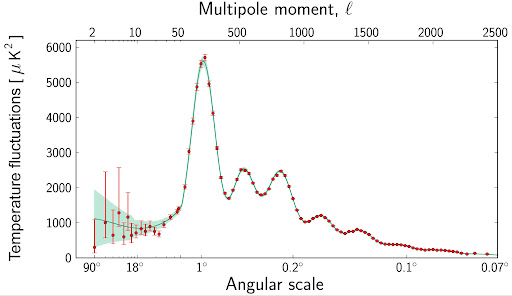 Multipole moment, ℓ
2 10 50 500 1000 1500 2000 2500
Temperature fluctuations [ μ K² ]
6000
5000
4000
3000
2000
1000
0
90° 18° 1° 0.2° 0.1° 0.07°
Angular scale